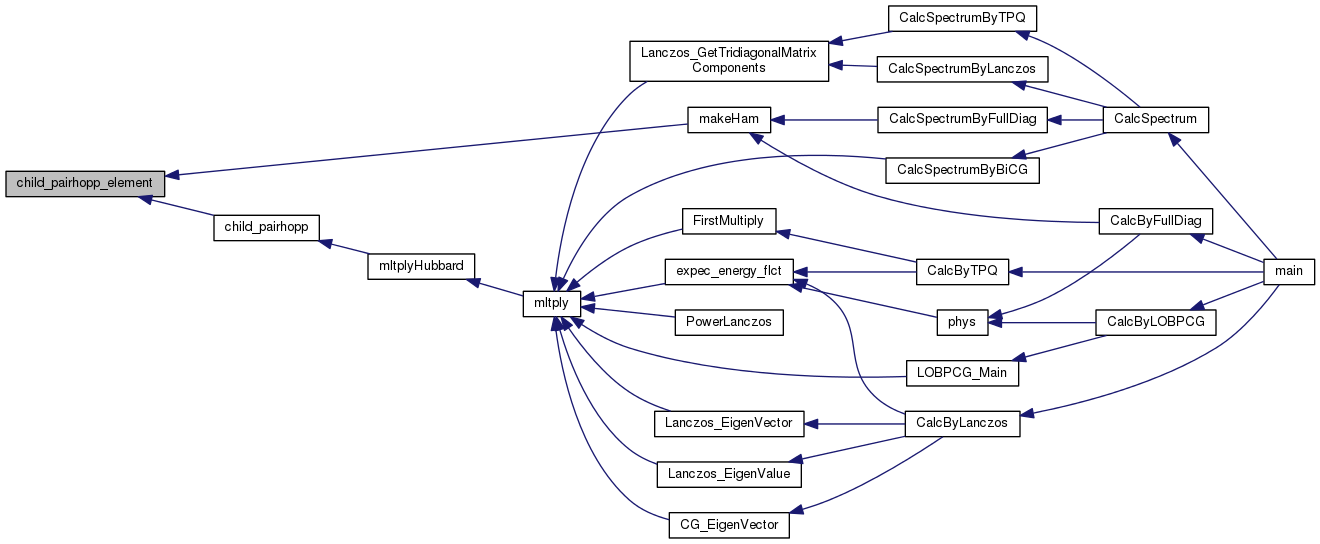 CalcSpectrumByTPQ
Lanczos_GetTridiagonalMatrix
Components
CalcSpectrumByLanczos
makeHam
CalcSpectrumByFullDiag
CalcSpectrum
CalcSpectrumByBiCG
child_pairhopp_element
child_pairhopp
FirstMultiply
CalcByFullDiag
mltplyHubbard
expec_energy_flct
CalcByTPQ
main
mltply
PowerLanczos
phys
CalcByLOBPCG
LOBPCG_Main
Lanczos_EigenVector
CalcByLanczos
Lanczos_EigenValue
CG_EigenVector